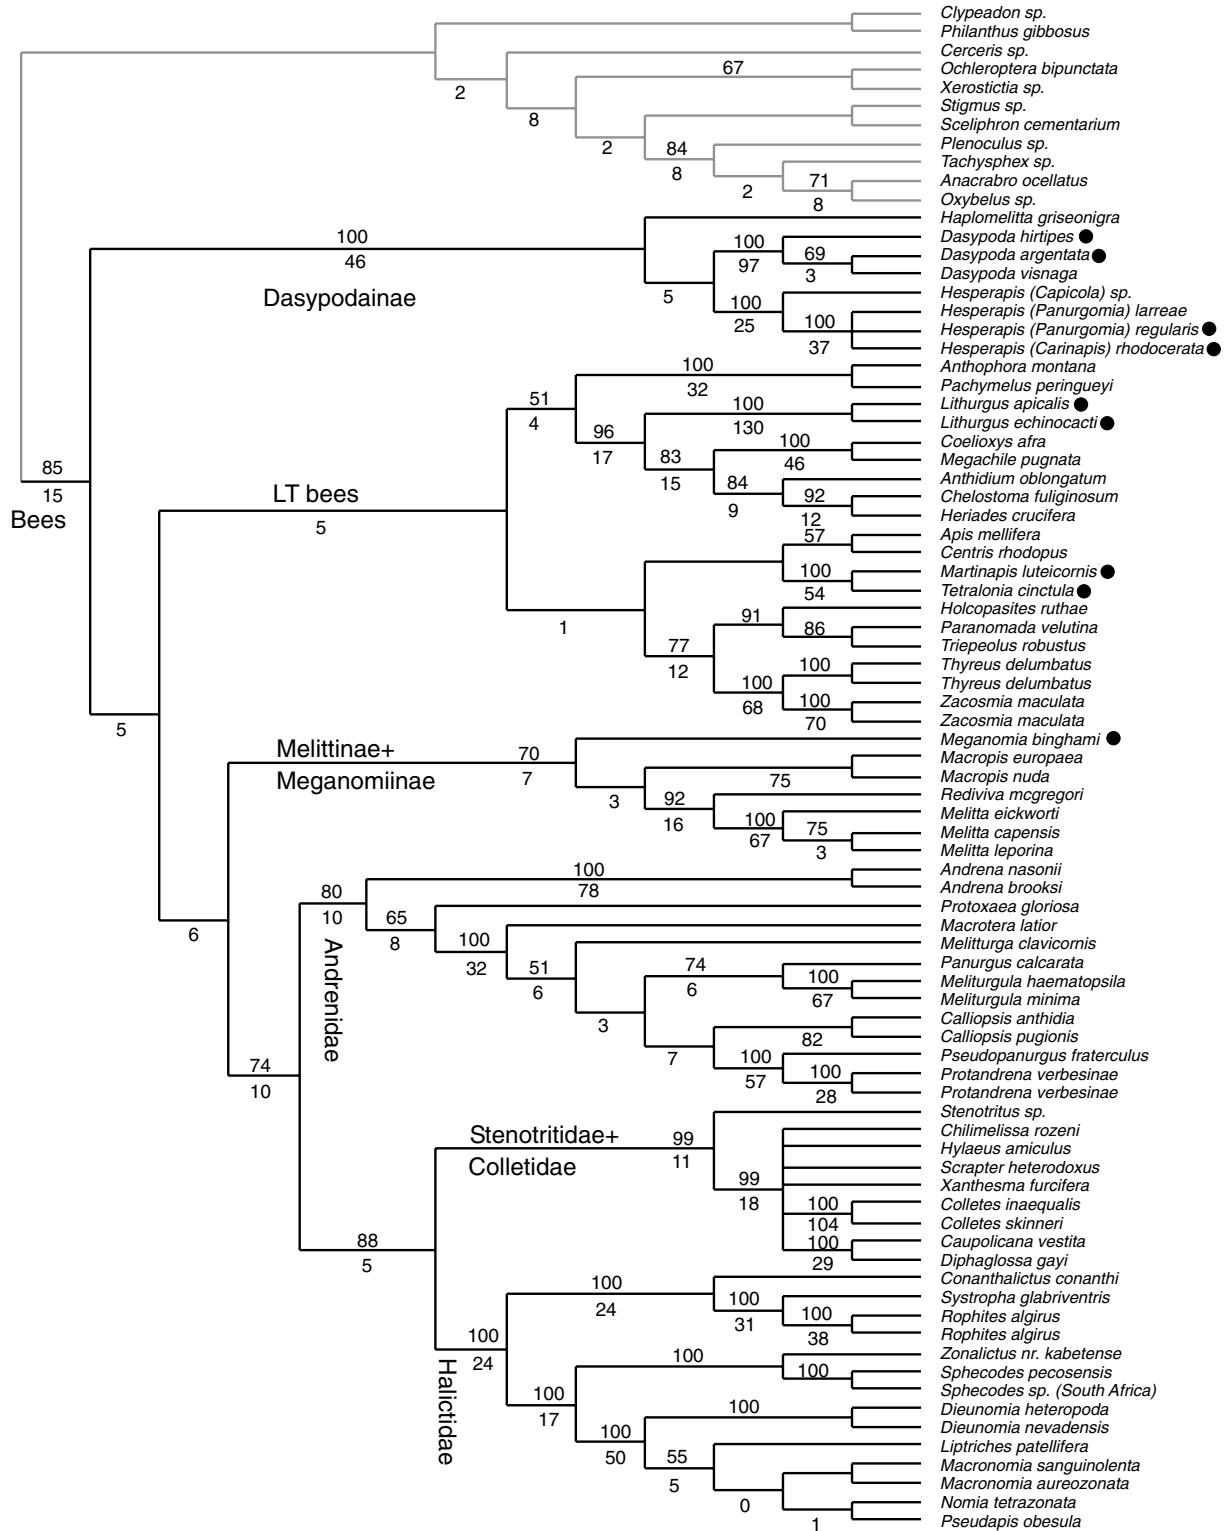 Clypeadon sp.
Philanthus gibbosus
Cerceris sp.
67
Ochleroptera bipunctata
2
Xerostictia sp.
8
Stigmus sp.
2
Sceliphron cementarium
84
Plenoculus sp.
8
Tachysphex sp.
2
71
Anacrabro ocellatus
8
Oxybelus sp.
Haplomelitta griseonigra
100
46
Dasypodainae
100
Dasypoda hirtipes
97
69
Dasypoda argentata
3
Dasypoda visnaga
5
100
Hesperapis (Capicola) sp.
25
Hesperapis (Panurgomia) larreae
100
Hesperapis (Panurgomia) regularis
37
Hesperapis (Carinapis) rhodocerata
100
Anthophora montana
32
Pachymelus peringueyi
51
4
100
Lithurgus apicalis
130
Lithurgus echinocacti
96
17
100
Coelioxys afra
46
Megachile pugnata
83
15
84
Anthidium oblongatum
9
92
Chelostoma fuliginosum
12
Heriades crucifera
85
15
Bees
LT bees
5
57
Apis mellifera
Centris rhodopus
100
Martinapis luteicornis
54
Tetralonia cinctula
1
91
Holcopasites ruthae
86
Paranomada velutina
Triepeolus robustus
77
12
100
Thyreus delumbatus
Thyreus delumbatus
100
68
100
Zacosmia maculata
70
Zacosmia maculata
5
Melittinae+
Meganomiinae
70
7
Meganomia binghami
Macropis europaea
75
Macropis nuda
3
92
Rediviva mcgregori
16
100
Melitta eickworti
67
75
Melitta capensis
3
Melitta leporina
6
100
Andrena nasonii
78
Andrena brooksi
80
10
Andrenidae
65
Protoxaea gloriosa
8
100
Macrotera latior
32
51
Melitturga clavicornis
6
74
Panurgus calcarata
6
100
Meliturgula haematopsila
67
Meliturgula minima
3
Calliopsis anthidia
82
Calliopsis pugionis
7
100
Pseudopanurgus fraterculus
57
100
Protandrena verbesinae
28
Protandrena verbesinae
74
10
Stenotritidae+
Colletidae
99
11
Stenotritus sp.
Chilimelissa rozeni
Hylaeus amiculus
Scrapter heterodoxus
99
18
Xanthesma furcifera
100
Colletes inaequalis
104
Colletes skinneri
100
Caupolicana vestita
29
Diphaglossa gayi
88
5
100
Conanthalictus conanthi
24
100
Systropha glabriventris
31
100
Rophites algirus
38
Rophites algirus
100
24
Halictidae
100
Zonalictus nr. kabetense
100
Sphecodes pecosensis
Sphecodes sp. (South Africa)
100
17
100
Dieunomia heteropoda
Dieunomia nevadensis
100
50
55
Liptriches patellifera
5
Macronomia sanguinolenta
Macronomia aureozonata
0
Nomia tetrazonata
1
Pseudapis obesula